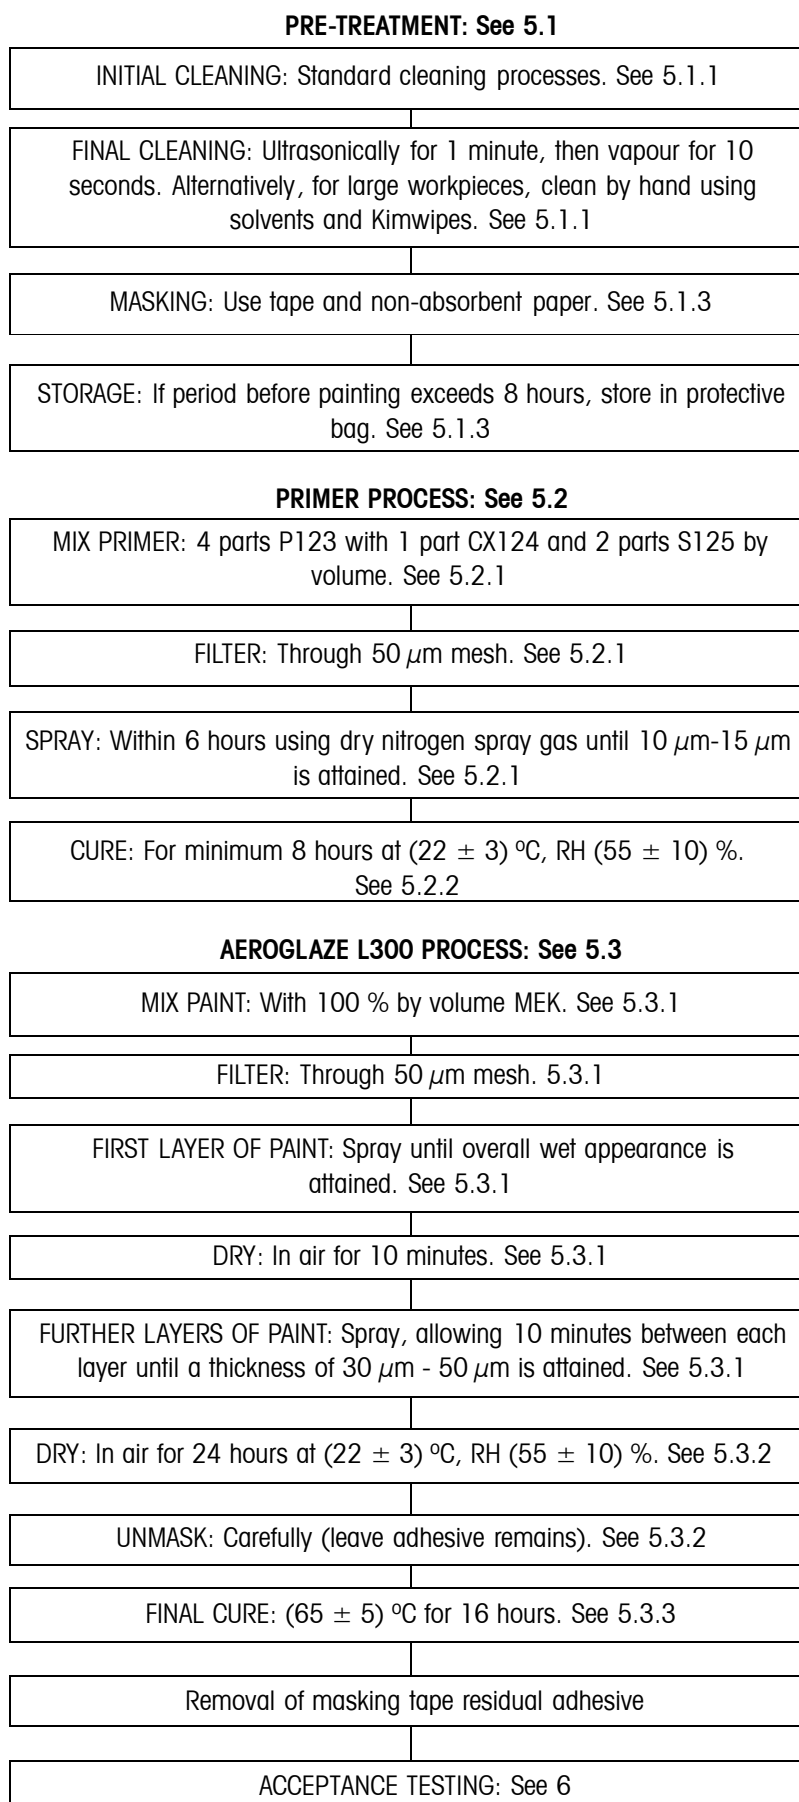 PRE-TREATMENT: See 5.1
INITIAL CLEANING: Standard cleaning processes. See 5.1.1
FINAL CLEANING: Ultrasonically for 1 minute, then vapour for 10
seconds. Alternatively, for large workpieces, clean by hand using
solvents and Kimwipes. See 5.1.1
MASKING: Use tape and non-absorbent paper. See 5.1.3
STORAGE: If period before painting exceeds 8 hours, store in protective
bag. See 5.1.3
PRIMER PROCESS: See 5.2
MIX PRIMER: 4 parts P123 with 1 part CX124 and 2 parts S125 by
volume. See 5.2.1
FILTER: Through 50 μm mesh. See 5.2.1
SPRAY: Within 6 hours using dry nitrogen spray gas until 10 μm-15 μm
is attained. See 5.2.1
CURE: For minimum 8 hours at (22 ± 3) ºC, RH (55 ± 10) %.
See 5.2.2
AEROGLAZE L300 PROCESS: See 5.3
MIX PAINT: With 100 % by volume MEK. See 5.3.1
FILTER: Through 50 μm mesh. 5.3.1
FIRST LAYER OF PAINT: Spray until overall wet appearance is
attained. See 5.3.1
DRY: In air for 10 minutes. See 5.3.1
FURTHER LAYERS OF PAINT: Spray, allowing 10 minutes between each
layer until a thickness of 30 μm - 50 μm is attained. See 5.3.1
DRY: In air for 24 hours at (22 ± 3) ºC, RH (55 ± 10) %. See 5.3.2
UNMASK: Carefully (leave adhesive remains). See 5.3.2
FINAL CURE: (65 ± 5) ºC for 16 hours. See 5.3.3
Removal of masking tape residual adhesive
ACCEPTANCE TESTING: See 6